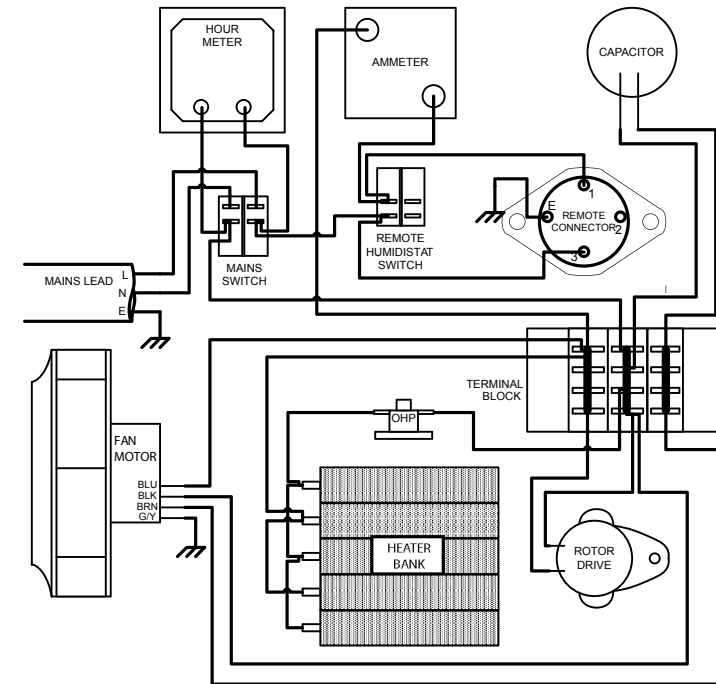 HOUR
METER
AMMETER
CAPACITOR
1
E
REMOTE
CONNECTOR
2
3
REMOTE
HUMIDISTAT
SWITCH
MAINS
SWITCH
MAINS LEAD
L
N
E
TERMINAL
BLOCK
OHP
FAN
MOTOR
BLU
BLK
BRN
G/Y
HEATER
BANK
ROTOR
DRIVE